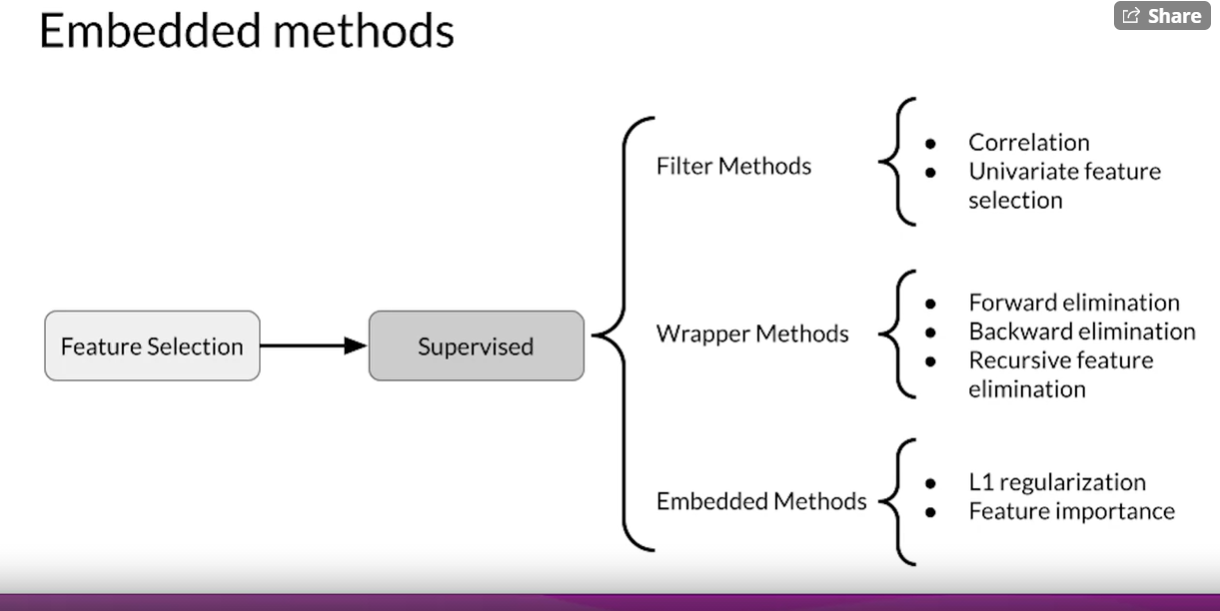 Embedded methods
Share
Filter Methods
Correlation
Univariate feature
selection
Feature Selection
Supervised
Wrapper Methods
Forward elimination
Backward elimination
Recursive feature
elimination
Embedded Methods
L1 regularization
Feature importance